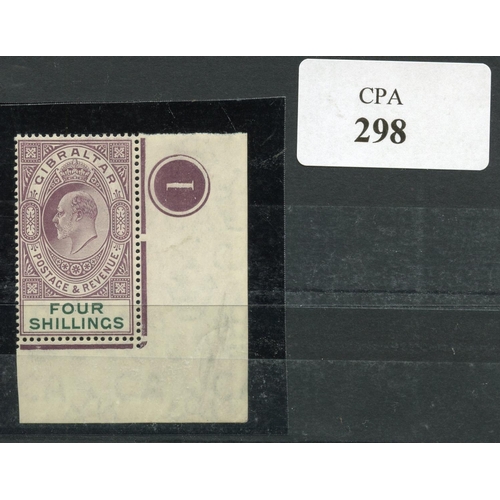 CPA
298
GIBRALTAR
1
POSTAGE & REVENUE
FOUR
SHILLINGS